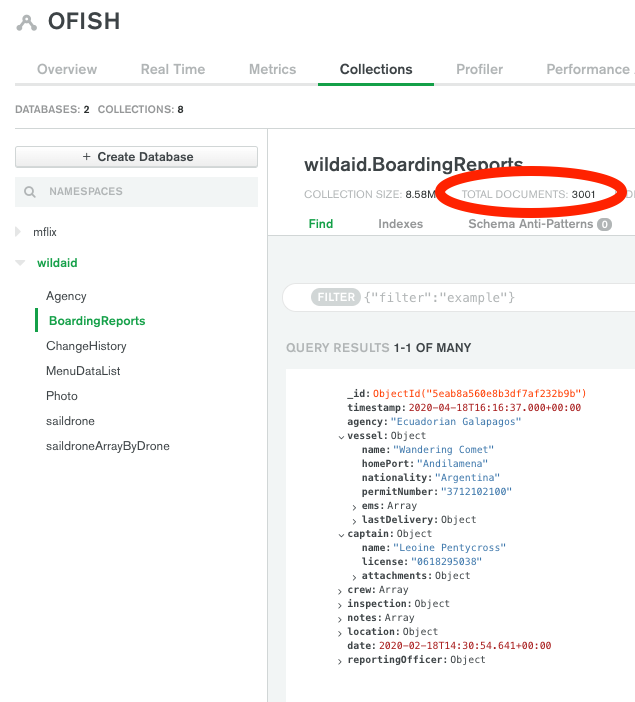 OFISH
Overview Real Time Metrics Collections Profiler Performance
DATABASES: 2 COLLECTIONS: 8
+ Create Database
NAMESPACES
mflix
wildaid
Agency
BoardingReports
ChangeHistory
MenuDataList
Photo
saildrone
saildroneArrayByDrone
wildaid.BoardingReports
COLLECTION SIZE: 8.58M TOTAL DOCUMENTS: 3001
Find Indexes Schema Anti-Patterns 0
FILTER {"filter":"example"}
QUERY RESULTS 1-1 OF MANY
_id: ObjectId("5eab8a560e8b3df7af232b9b")
timestamp: 2020-04-18T16:16:37.000+00:00
agency: "Ecuadorian Galapagos"
vessel: Object
name: "Wandering Comet"
homePort: "Andilamena"
nationality: "Argentina"
permitNumber: "3712102100"
ems: Array
lastDelivery: Object
captain: Object
name: "Leoine Pentycross"
license: "0618295038"
attachments: Object
crew: Array
inspection: Object
notes: Array
location: Object
date: 2020-02-18T14:30:54.641+00:00
reportingOfficer: Object